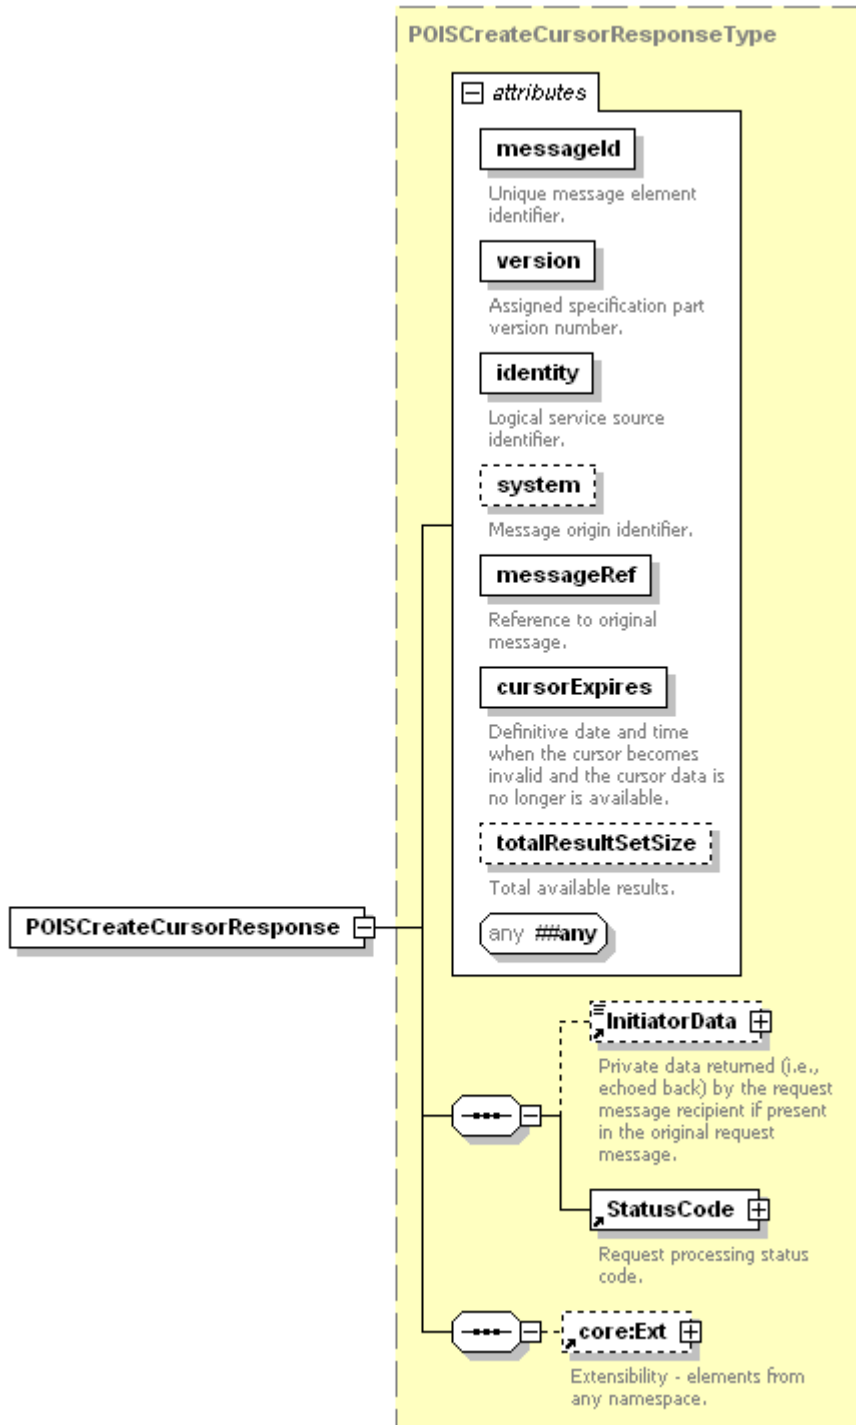 POISCreateCursorResponseType
attributes
messageId
Unique message element
identifier.
version
Assigned specification part
version number.
identity
Logical service source
identifier.
system
Message origin identifier.
messageRef
Reference to original
message.
cursorExpires
Definitive date and time
when the cursor becomes
invalid and the cursor data is
no longer is available.
totalResultSetSize
Total available results.
any ##any
POISCreateCursorResponse
InitiatorData
Private data returned (i.e.,
echoed back) by the request
message recipient if present
in the original request
message.
StatusCode
Request processing status
code.
core:Ext
Extensibility - elements from
any namespace.